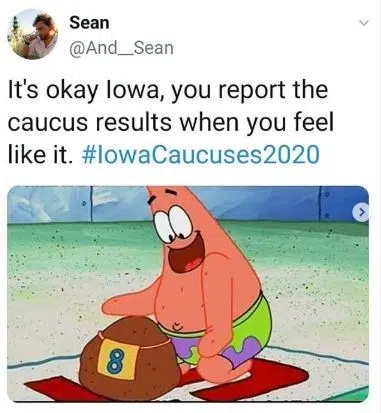 Sean
@And__Sean
It's okay Iowa, you report the
caucus results when you feel
like it. #IowaCaucuses2020
8